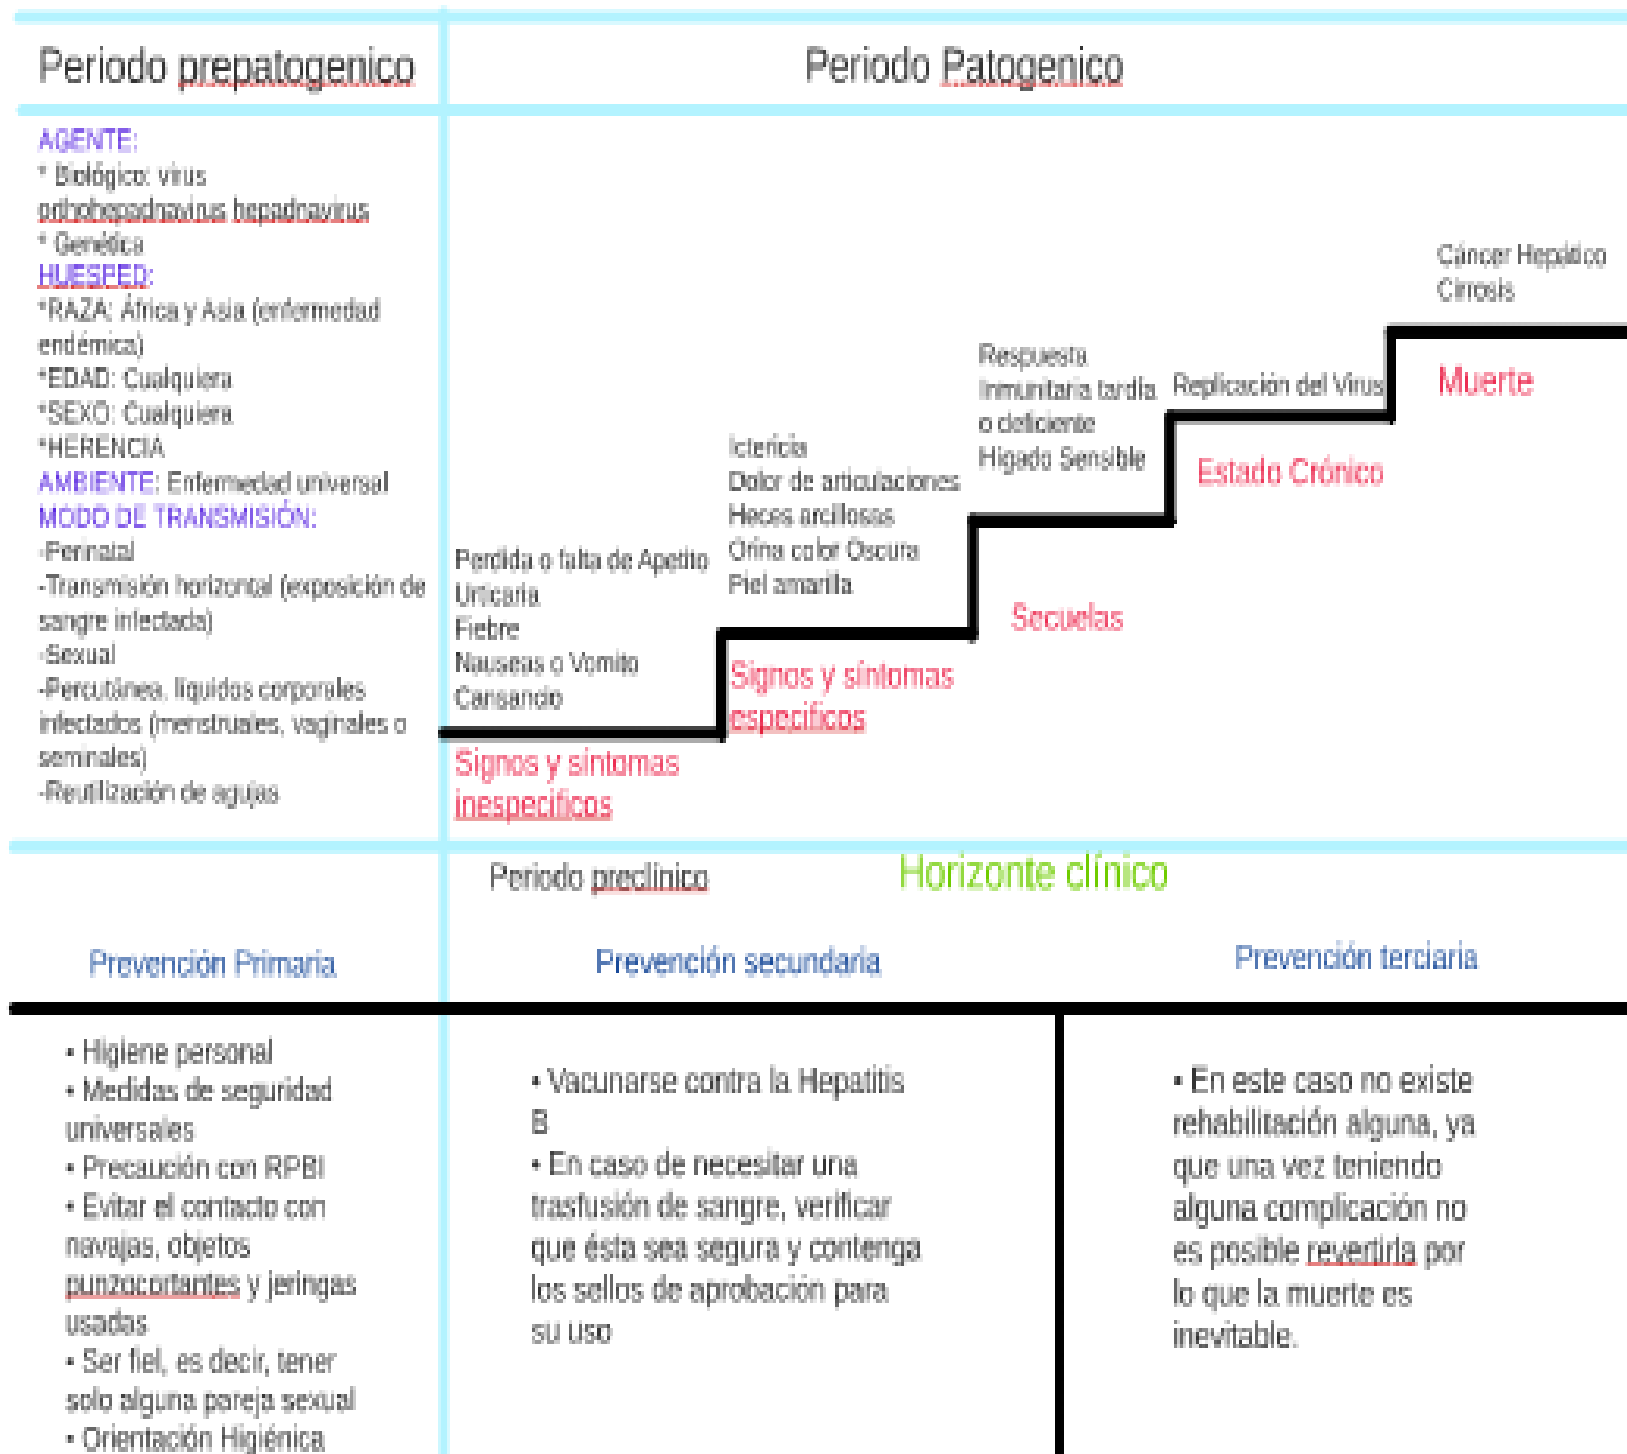 Periodo prepatogenico
Periodo Patogenico
AGENTE:
* Biológico: virus
orthohepadnavirus hepadnavirus
* Genética
HUESPED:
*RAZA: África y Asia (enfermedad
endémica)
*EDAD: Cualquiera
*SEXO: Cualquiera
*HERENCIA
AMBIENTE: Enfermedad universal
MODO DE TRANSMISIÓN:
-Perinatal
-Transmisión horizontal (exposición de
sangre infectada)
-Sexual
-Percutánea, líquidos corporales
infectados (menstruales, vaginales o
seminales)
-Reutilización de agujas
Perdida o falta de Apetito
Urticaria
Fiebre
Nauseas o Vomito
Cansancio
Signos y síntomas
inespecificos
Ictericia
Dolor de articulaciones
Heces arcillosas
Orina color Oscura
Piel amarilla
Signos y síntomas
especificos
Respuesta
Inmunitaria tardía
o deficiente
Higado Sensible
Secuelas
Replicación del Virus
Estado Crónico
Cáncer Hepático
Cirrosis
Muerte
Periodo preclínico
Horizonte clínico
Prevención Primaria
Prevención secundaria
Prevención terciaria
• Higiene personal
• Medidas de seguridad
universales
• Precaución con RPBI
• Evitar el contacto con
navajas, objetos
punzocortantes y jeringas
usadas
• Ser fiel, es decir, tener
solo alguna pareja sexual
• Orientación Higiénica
• Vacunarse contra la Hepatitis
B
• En caso de necesitar una
trasfusión de sangre, verificar
que ésta sea segura y contenga
los sellos de aprobación para
su uso
• En este caso no existe
rehabilitación alguna, ya
que una vez teniendo
alguna complicación no
es posible revertirla por
lo que la muerte es
inevitable.